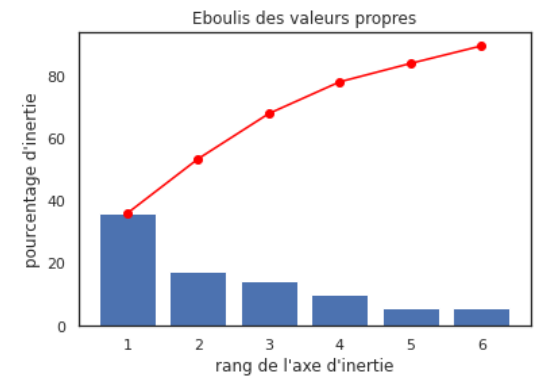 Eboulis des valeurs propres
pourcentage d'inertie
80
60
40
20
0
1 2 3 4 5 6
rang de l'axe d'inertie